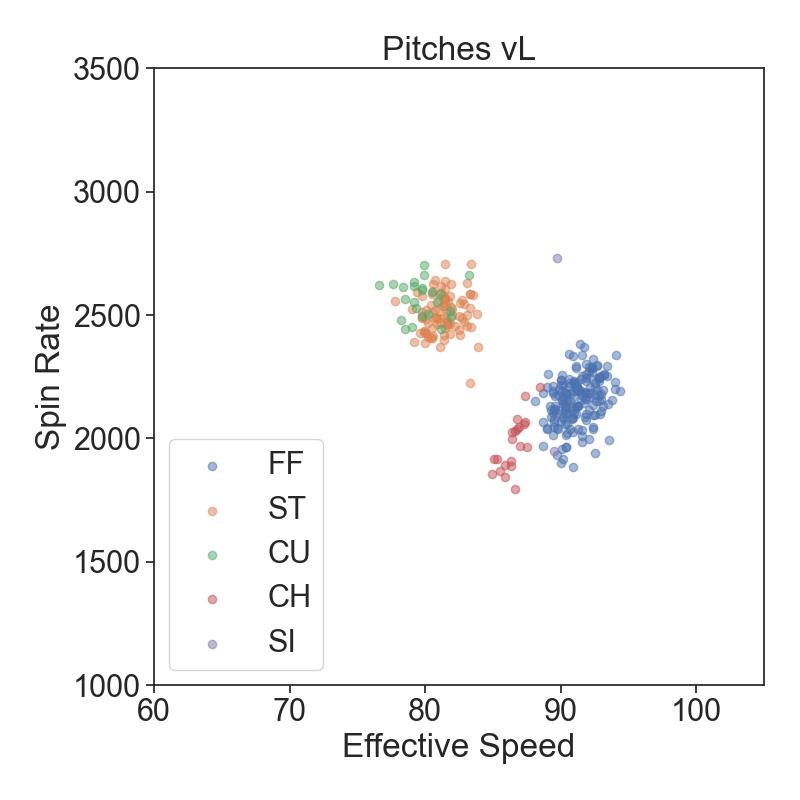 Pitches vL
3500
3000
2500
2000
1500
1000
Spin Rate
FF
ST
CU
CH
SI
60 70 80 90 100
Effective Speed